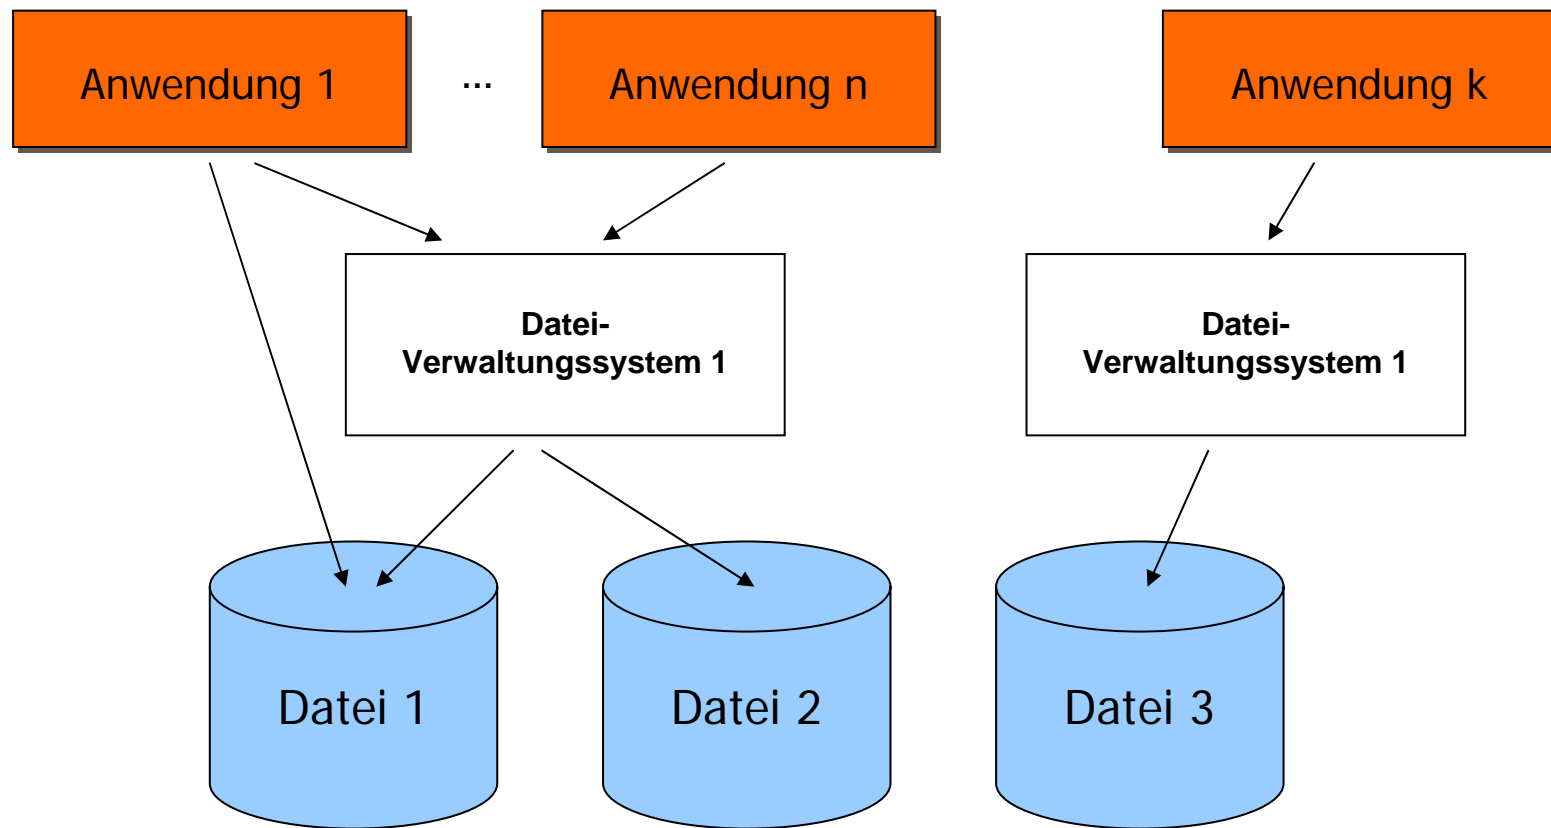 Anwendung 1
...
Anwendung n
Anwendung k
Datei-
Verwaltungssystem 1
Datei-
Verwaltungssystem 1
Datei 1
Datei 2
Datei 3